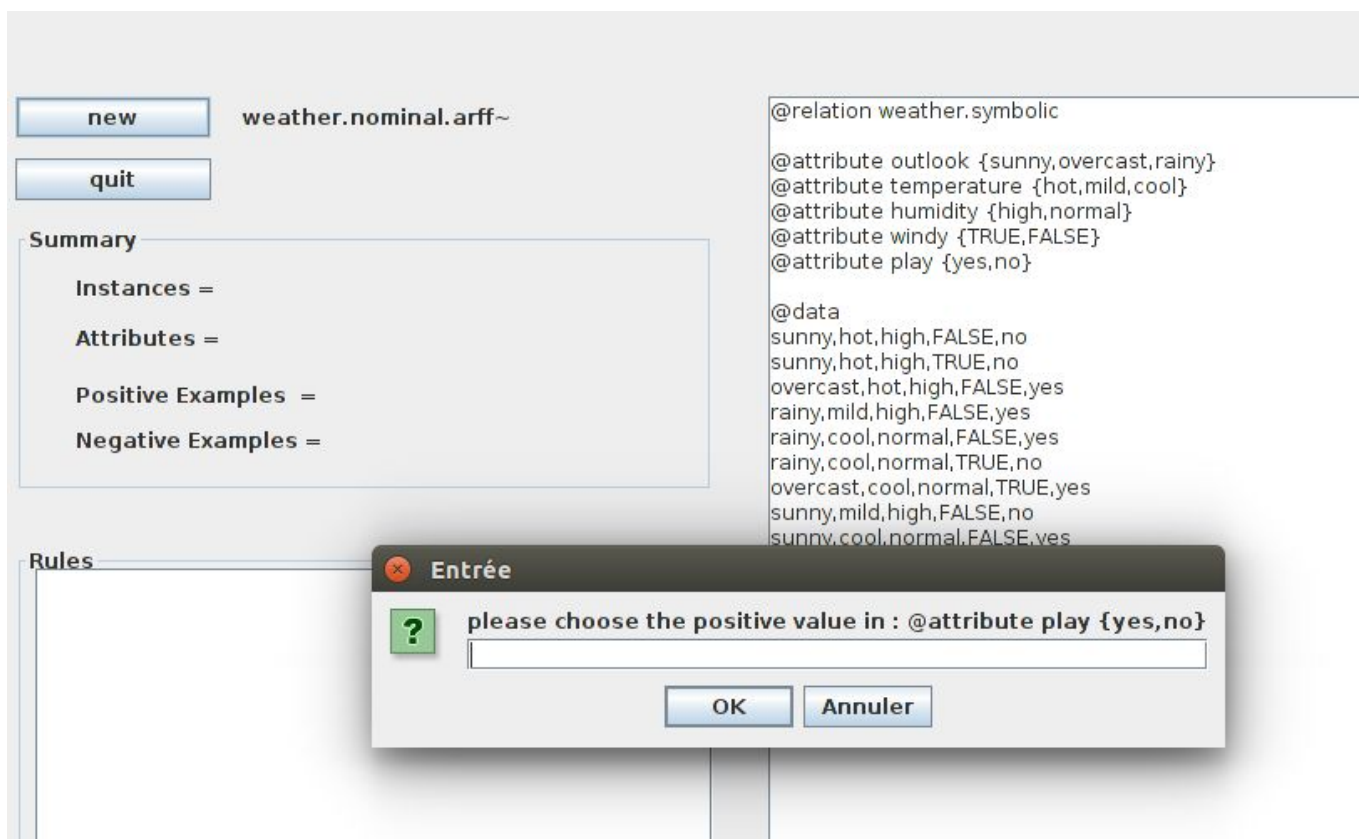 new
weather.nominal.arff~
quit
Summary
Instances =
Attributes =
Positive Examples =
Negative Examples =
Rules
@relation weather.symbolic
@attribute outlook {sunny,overcast,rainy}
@attribute temperature {hot,mild,cool}
@attribute humidity {high,normal}
@attribute windy {TRUE,FALSE}
@attribute play {yes,no}
@data
sunny,hot,high,FALSE,no
sunny,hot,high,TRUE,no
overcast,hot,high,FALSE,yes
rainy,mild,high,FALSE,yes
rainy,cool,normal,FALSE,yes
rainy,cool,normal,TRUE,no
overcast,cool,normal,TRUE,yes
sunny,mild,high,FALSE,no
sunny,cool,normal,FALSE,yes
Entrée
please choose the positive value in : @attribute play {yes,no}
OK
Annuler